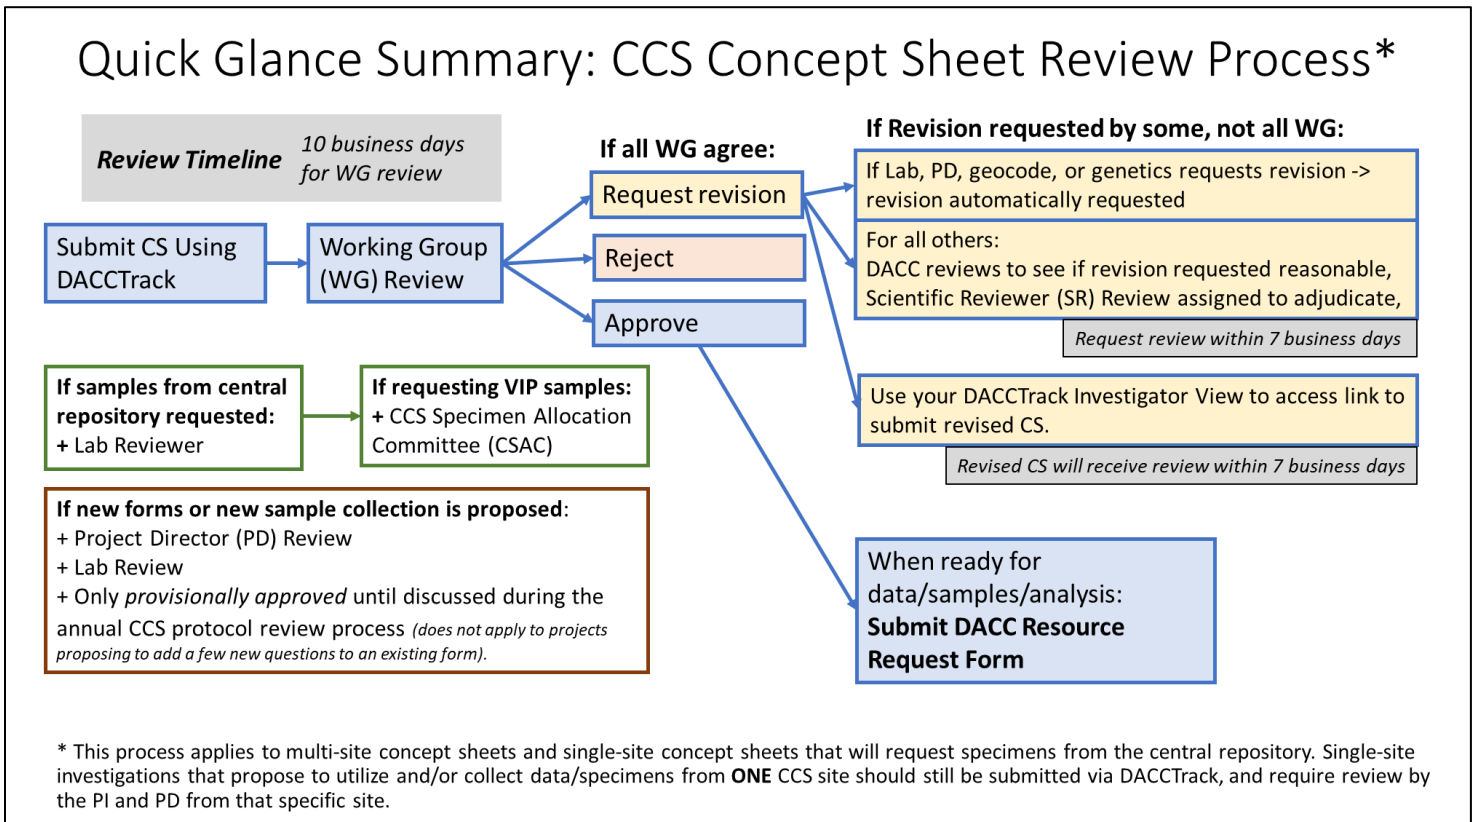 Quick Glance Summary: CCS Concept Sheet Review Process*
Review Timeline
10 business days
for WG review
Submit CS Using
DACCTrack
Working Group
(WG) Review
If all WG agree:
Request revision
Reject
Approve
If Revision requested by some, not all WG:
If Lab, PD, geocode, or genetics requests revision ->
revision automatically requested
For all others:
DACC reviews to see if revision requested reasonable,
Scientific Reviewer (SR) Review assigned to adjudicate,
Request review within 7 business days
Use your DACCTrack Investigator View to access link to
submit revised CS.
Revised CS will receive review within 7 business days
If samples from central
repository requested:
+ Lab Reviewer
If requesting VIP samples:
+ CCS Specimen Allocation
Committee (CSAC)
If new forms or new sample collection is proposed:
+ Project Director (PD) Review
+ Lab Review
+ Only provisionally approved until discussed during the
annual CCS protocol review process (does not apply to projects
proposing to add a few new questions to an existing form).
When ready for
data/samples/analysis:
Submit DACC Resource
Request Form
* This process applies to multi-site concept sheets and single-site concept sheets that will request specimens from the central repository. Single-site
investigations that propose to utilize and/or collect data/specimens from ONE CCS site should still be submitted via DACCTrack, and require review by
the PI and PD from that specific site.